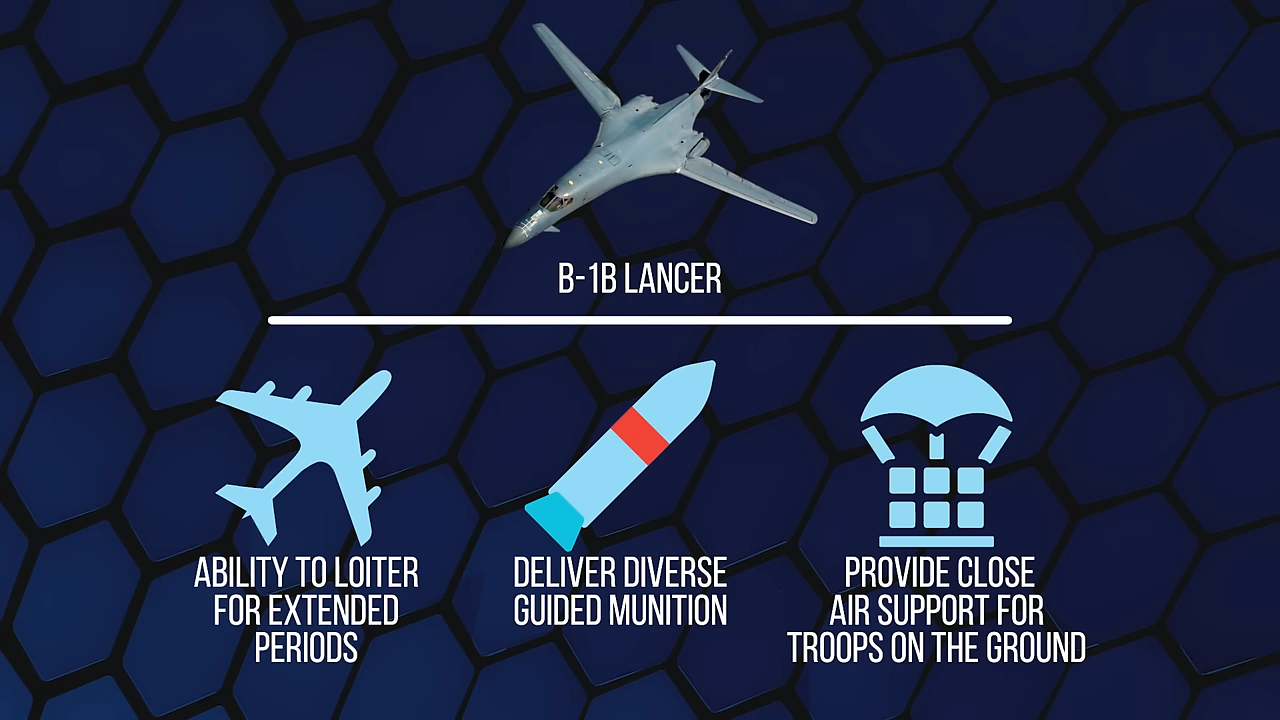 B-1B LANCER
ABILITY TO LOITER
FOR EXTENDED
PERIODS
DELIVER DIVERSE
GUIDED MUNITION
PROVIDE CLOSE
AIR SUPPORT FOR
TROOPS ON THE GROUND